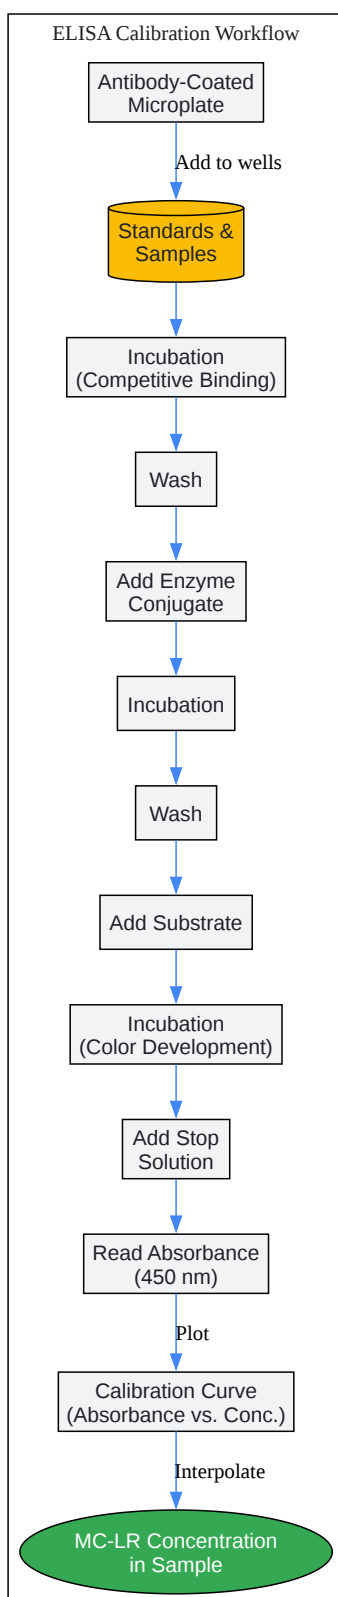 ELISA Calibration Workflow
Antibody-Coated
Microplate
Add to wells
Standards &
Samples
Incubation
(Competitive Binding)
Wash
Add Enzyme
Conjugate
Incubation
Wash
Add Substrate
Incubation
(Color Development)
Add Stop
Solution
Read Absorbance
(450 nm)
Plot
Calibration Curve
(Absorbance vs. Conc.)
Interpolate
MC-LR Concentration
in Sample